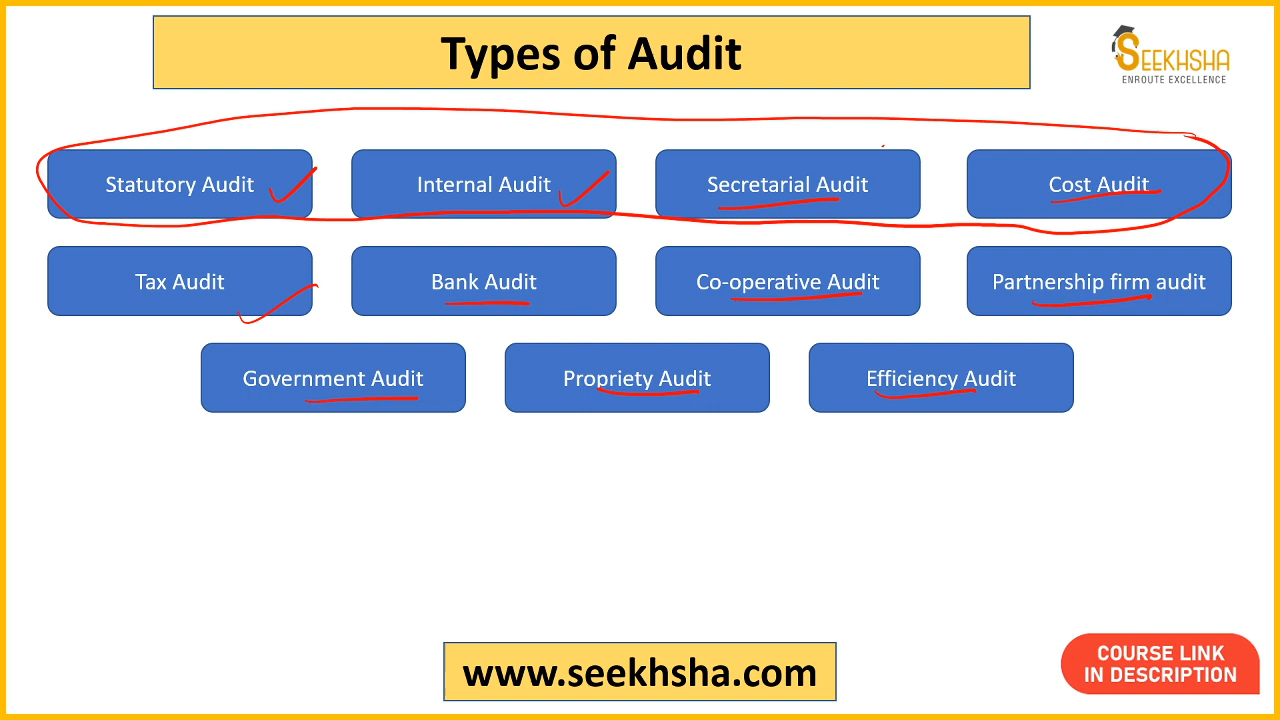 Types of Audit
SEEKHSHA
ENROUTE EXCELLENCE
Statutory Audit
Internal Audit
Secretarial Audit
Cost Audit
Tax Audit
Bank Audit
Co-operative Audit
Partnership firm audit
Government Audit
Propriety Audit
Efficiency Audit
www.seekhsha.com
COURSE LINK
IN DESCRIPTION